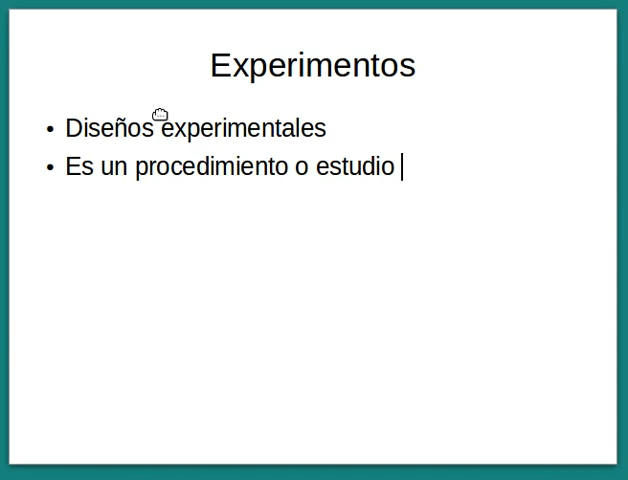 Experimentos
• Diseños experimentales
• Es un procedimiento o estudio